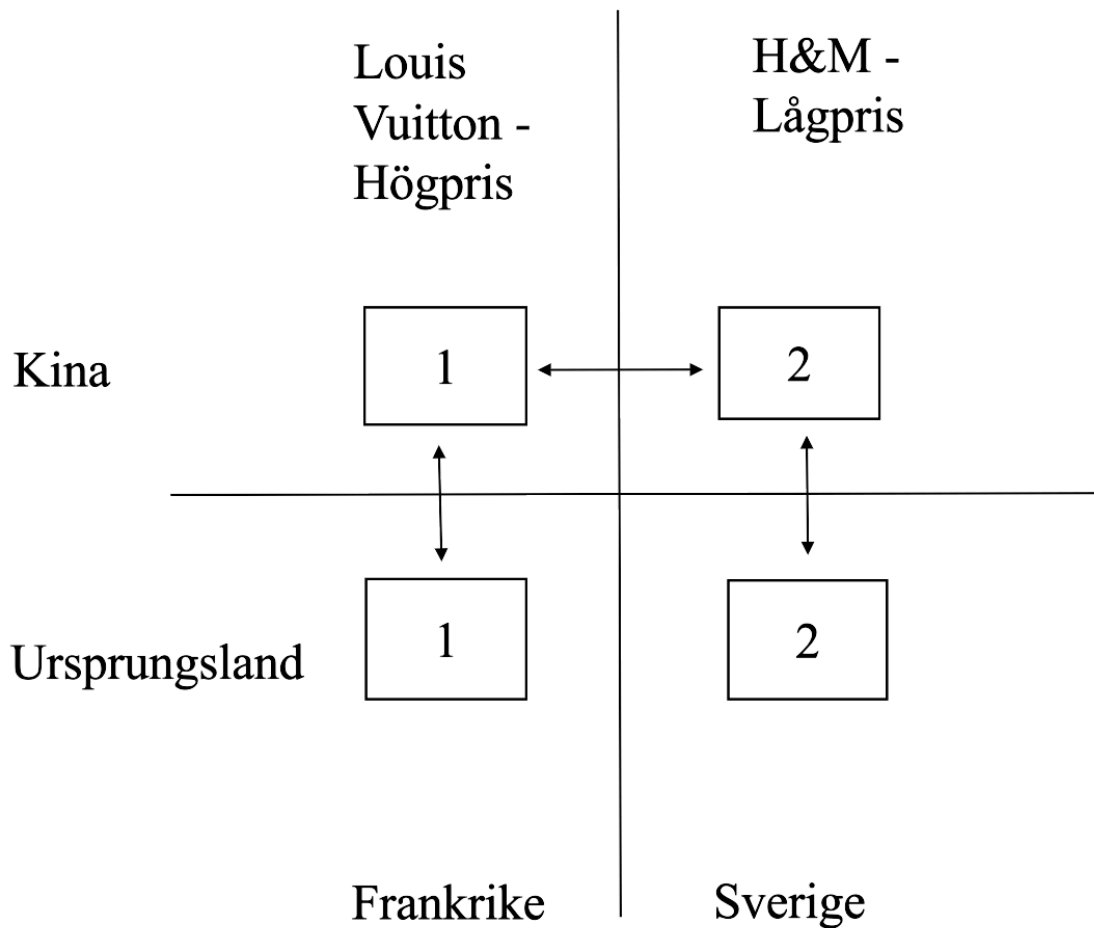 Louis
Vuitton -
Högpris
H&M -
Lågpris
Kina
1
2
Ursprungsland
1
2
Frankrike
Sverige